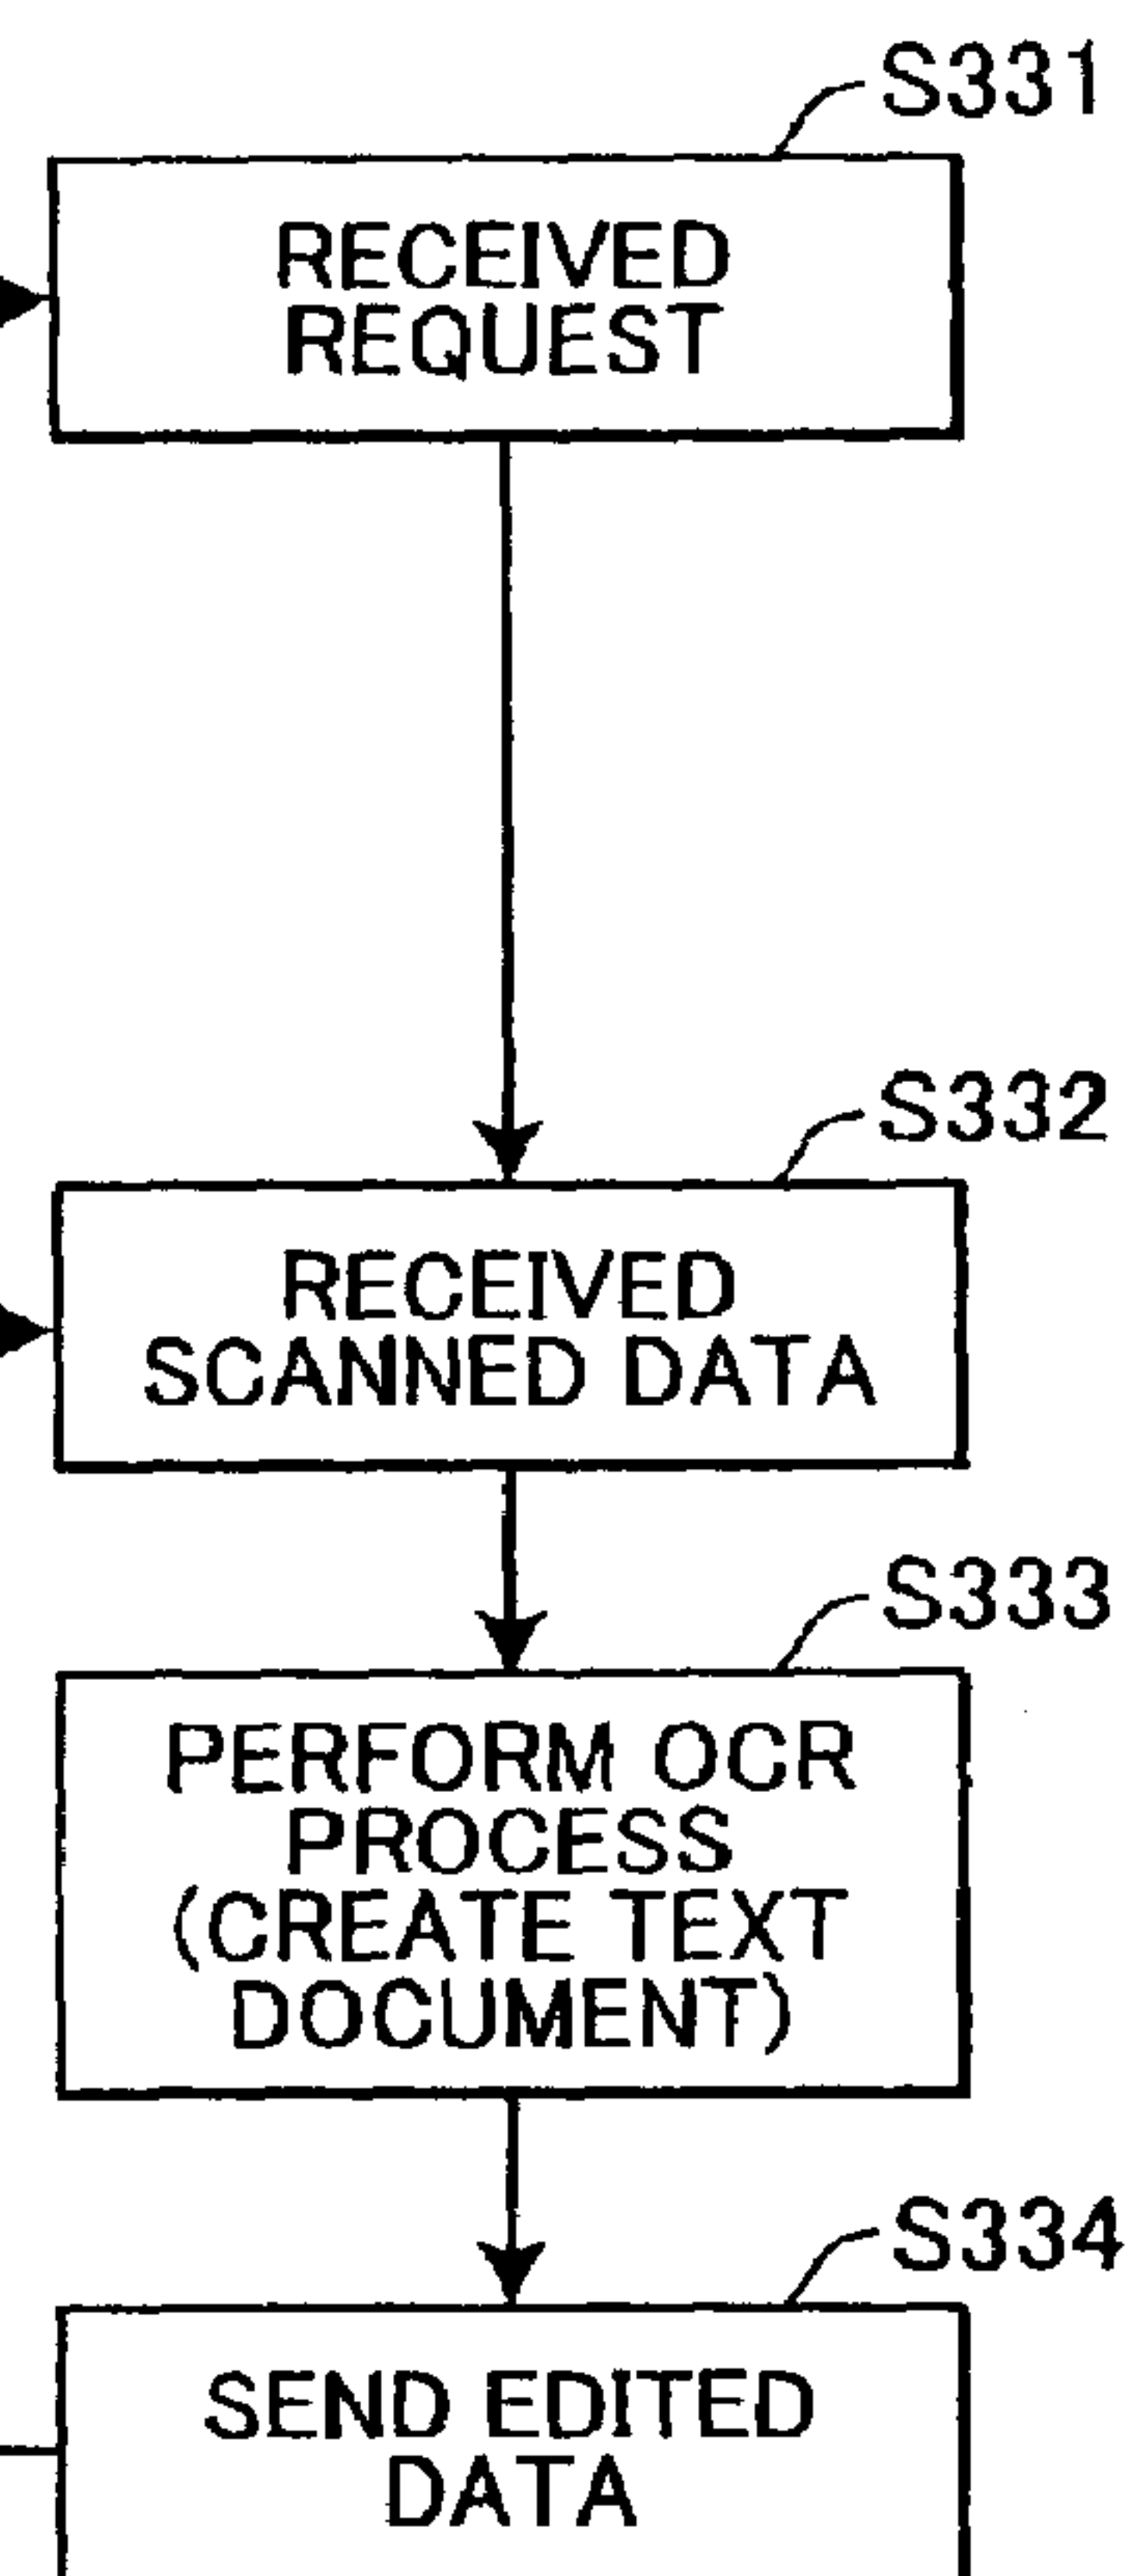 S331
RECEIVED
REQUEST
S332
RECEIVED
SCANNED DATA
S333
PERFORM OCR
PROCESS
(CREATE TEXT
DOCUMENT)
S334
SEND EDITED
DATA